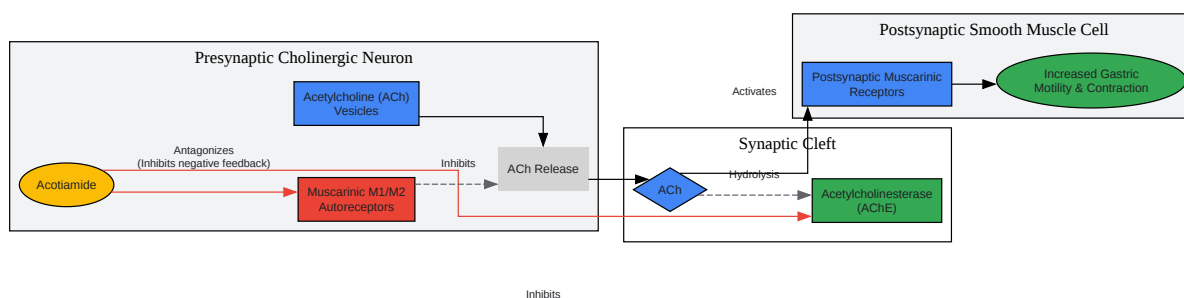 Postsynaptic Smooth Muscle Cell
Presynaptic Cholinergic Neuron
Postsynaptic Muscarinic
Receptors
Increased Gastric
Motility & Contraction
Acetylcholine (ACh)
Vesicles
Activates
Synaptic Cleft
Antagonizes
(Inhibits negative feedback)
Inhibits
ACh Release
Acotiamide
Muscarinic M1/M2
Autoreceptors
ACh
Hydrolysis
Acetylcholinesterase
(AChE)
Inhibits